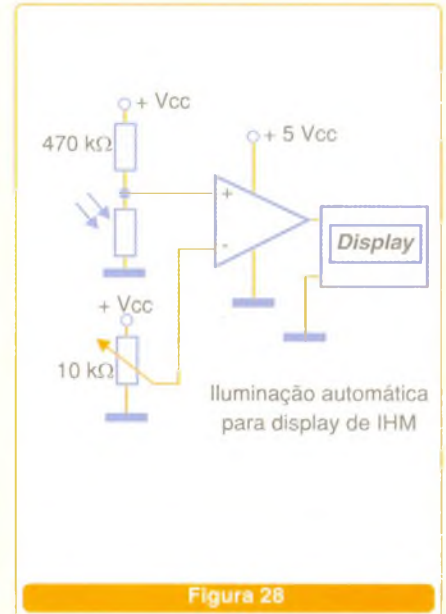 + Vcc
470 kΩ
+ 5 Vcc
+
-
Display
+ Vcc
10 kΩ
Iluminação automática
para display de IHM
Figura 28